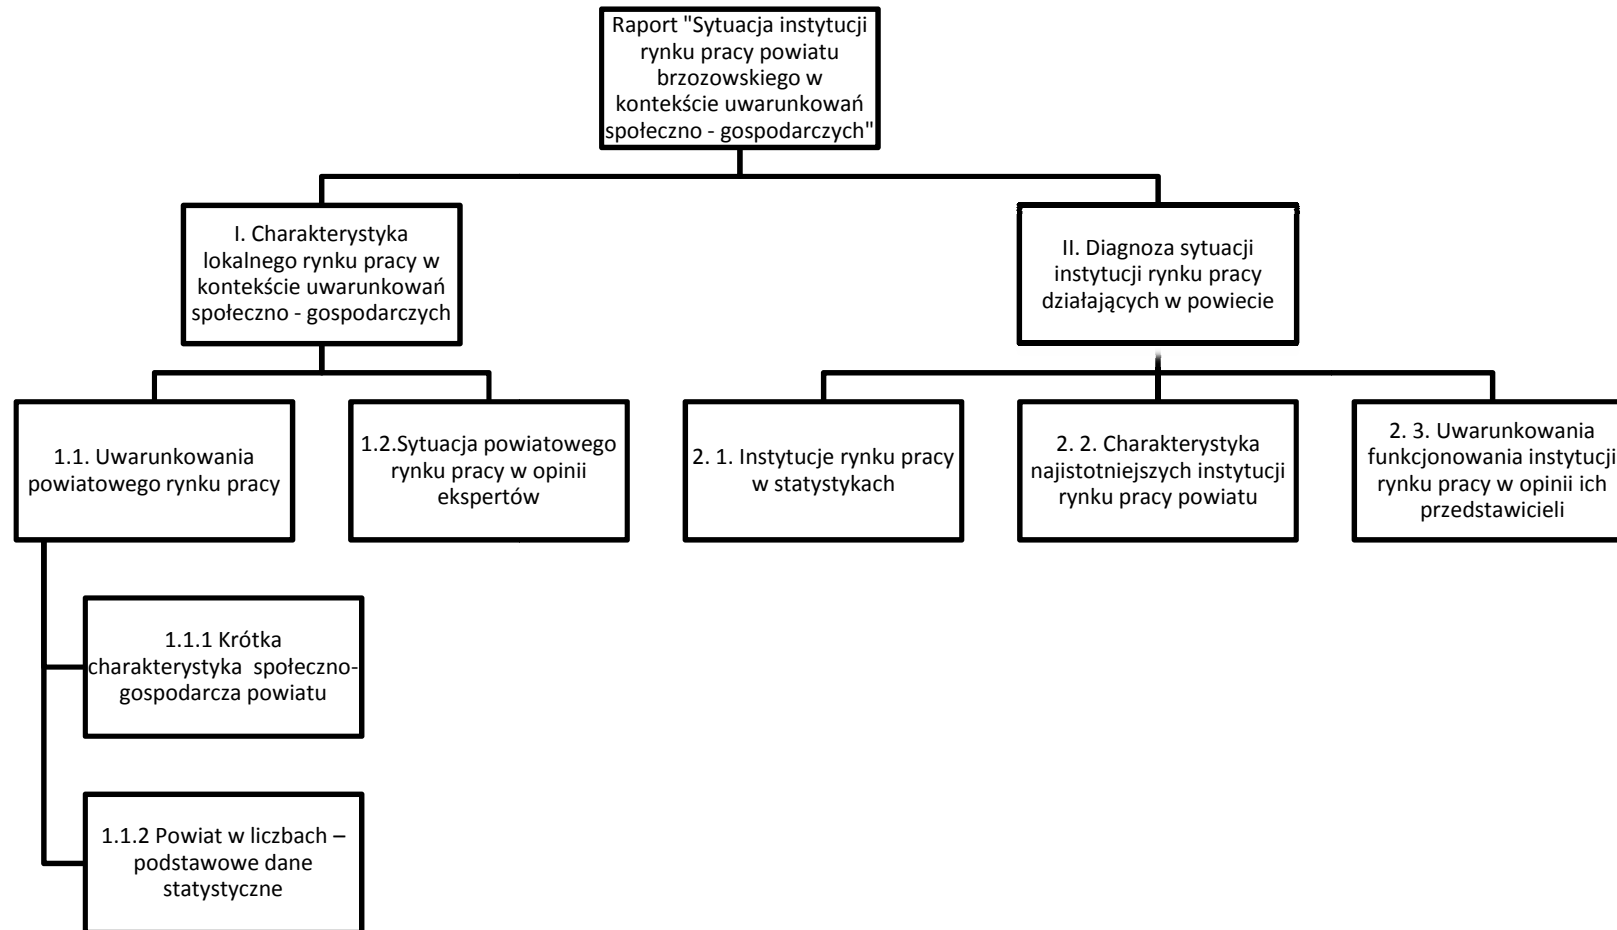 Raport "Sytuacja instytucji
rynku pracy powiatu
brzozowskiego w
kontekście uwarunkowań
społeczno - gospodarczych"
I. Charakterystyka
lokalnego rynku pracy w
kontekście uwarunkowań
społeczno - gospodarczych
II. Diagnoza sytuacji
instytucji rynku pracy
działających w powiecie
1.1. Uwarunkowania
powiatowego rynku pracy
1.2.Sytuacja powiatowego
rynku pracy w opinii
ekspertów
2. 1. Instytucje rynku pracy
w statystykach
2. 2. Charakterystyka
najistotniejszych instytucji
rynku pracy powiatu
2. 3. Uwarunkowania
funkcjonowania instytucji
rynku pracy w opinii ich
przedstawicieli
1.1.1 Krótka
charakterystyka  społeczno-
gospodarcza powiatu
1.1.2 Powiat w liczbach –
podstawowe dane
statystyczne